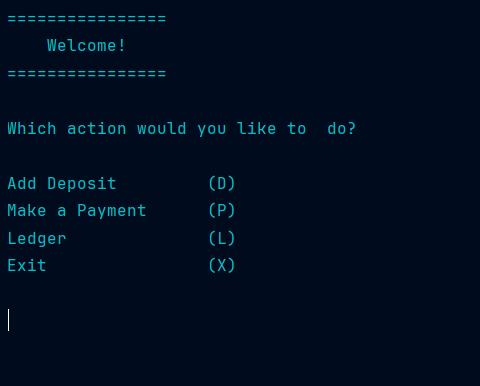 ================
    Welcome!
================
Which action would you like to  do?
Add Deposit         (D)
Make a Payment      (P)
Ledger              (L)
Exit                (X)